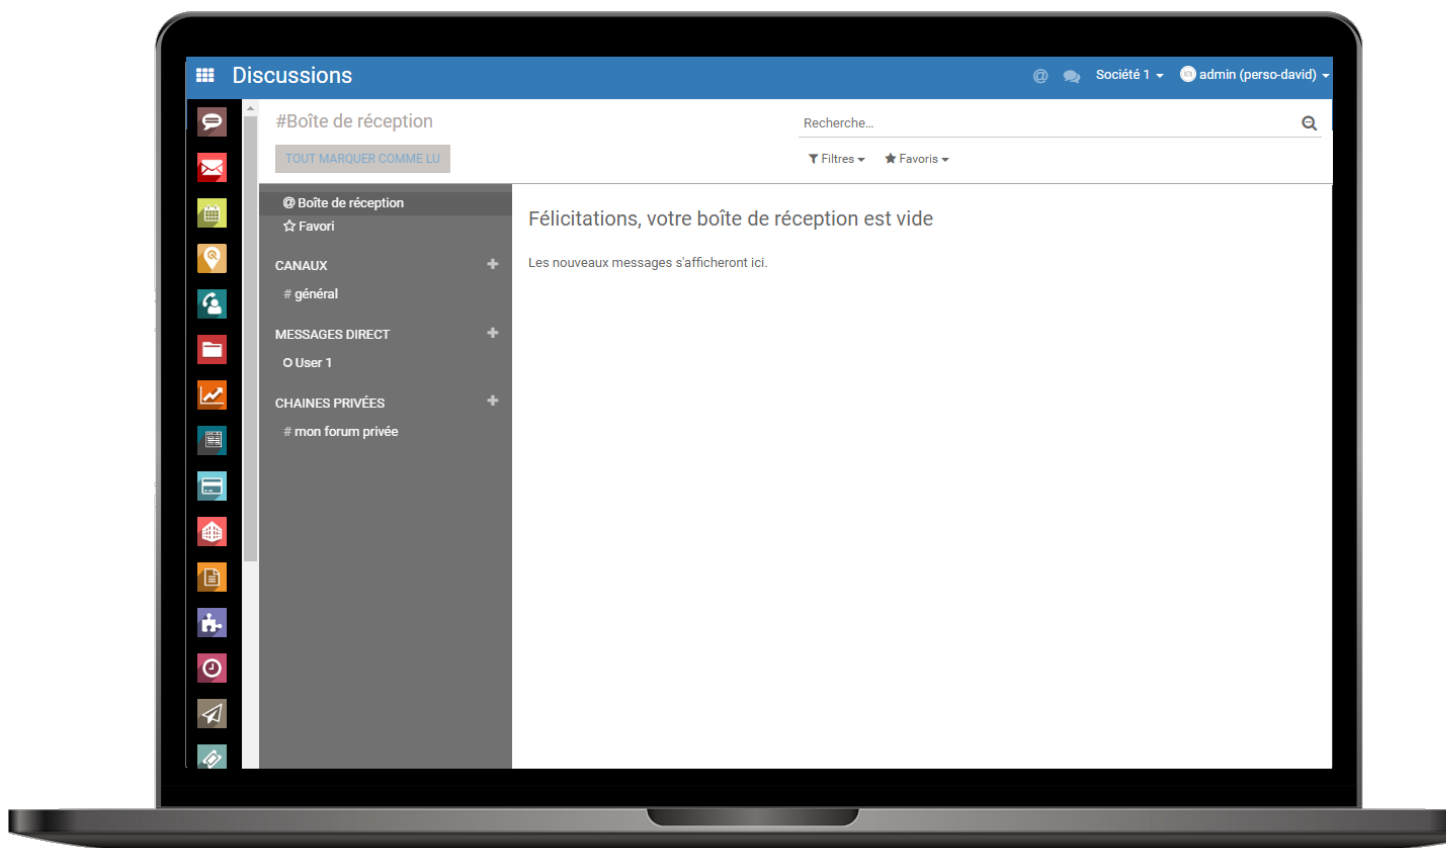 Discussions
@ Société 1 admin (perso-david)
#Boîte de réception
Recherche...
TOUT MARQUER COMME LU
Filtres Favoris
@ Boîte de réception
Favori
CANAUX +
# général
MESSAGES DIRECT +
User 1
CHAINES PRIVÉES +
# mon forum privée
Félicitations, votre boîte de réception est vide
Les nouveaux messages s'afficheront ici.